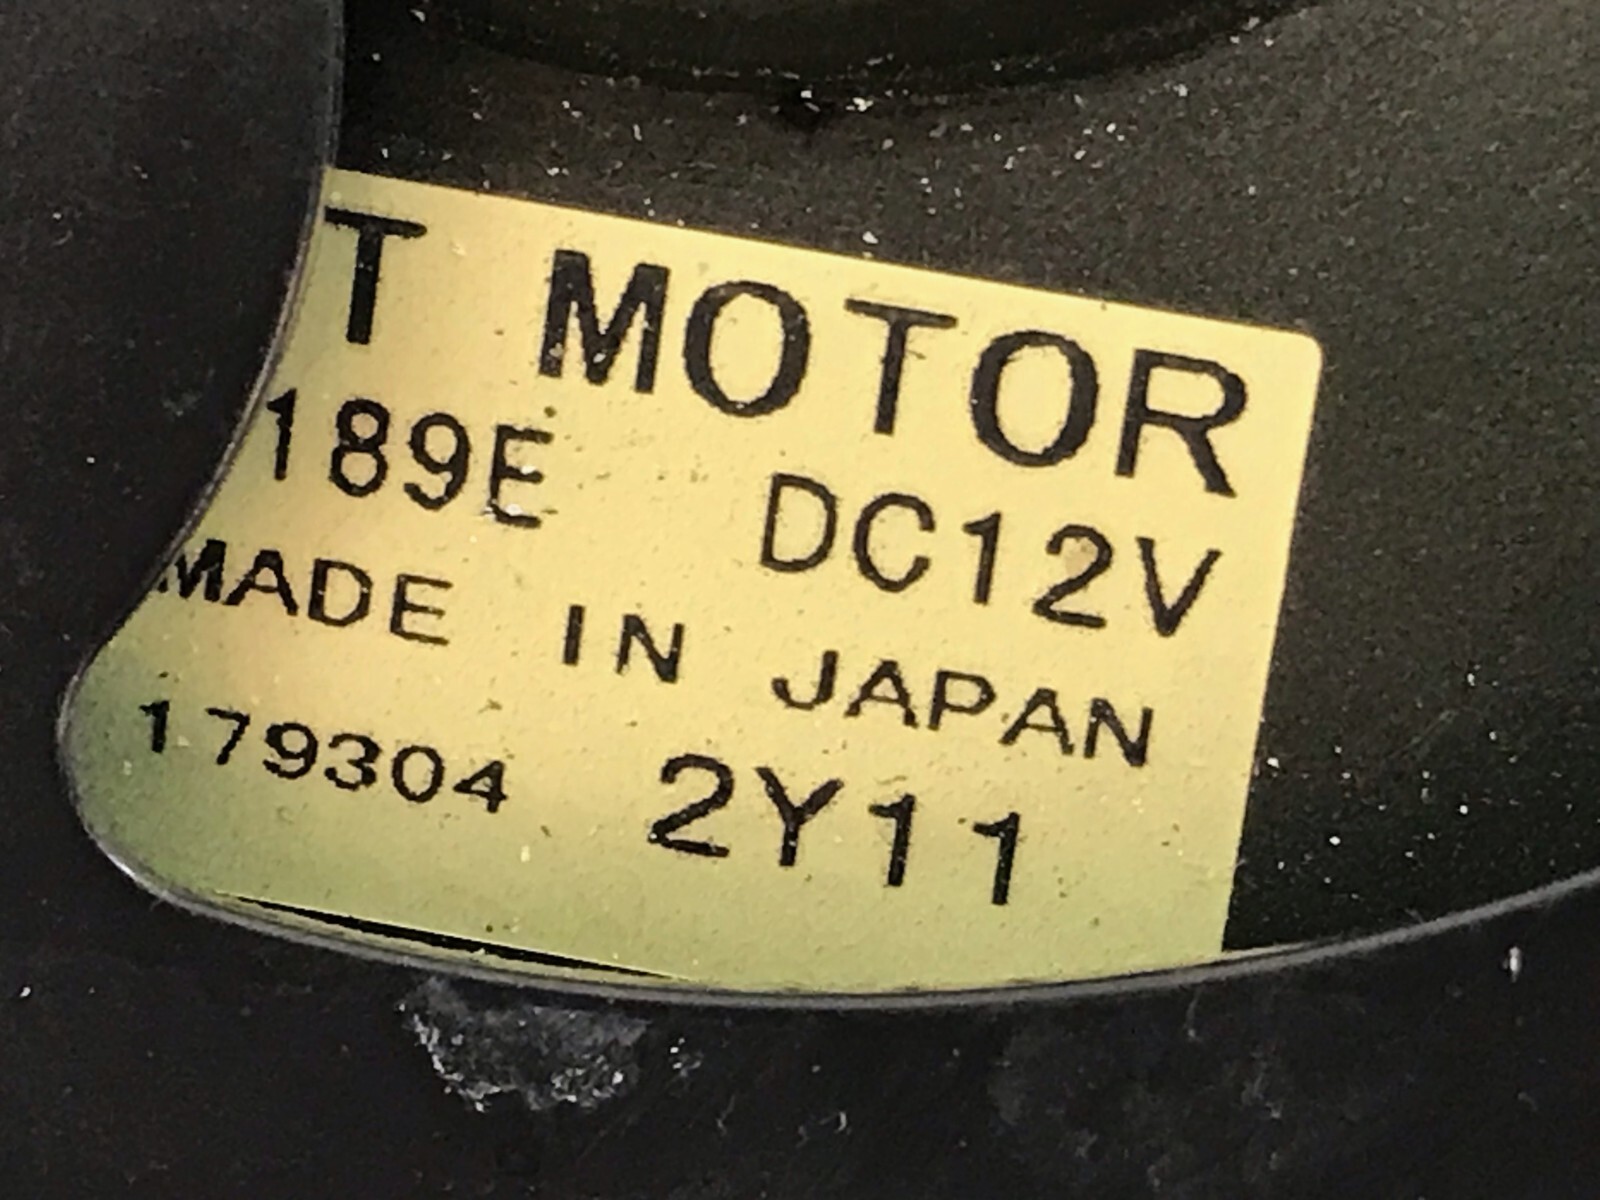 T MOTOR
189E DC12V
MADE IN JAPAN
179304 2Y11